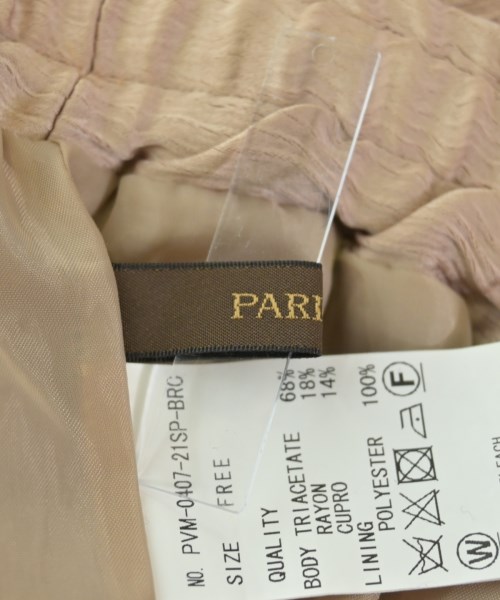 PARI
NO. PVM-0407-21SP-BRC
SIZE FREE
QUALITY
BODY TRIACETATE 68%
RAYON 18%
CUPRO 14%
LINING
POLYESTER 100%
F
W
EACH